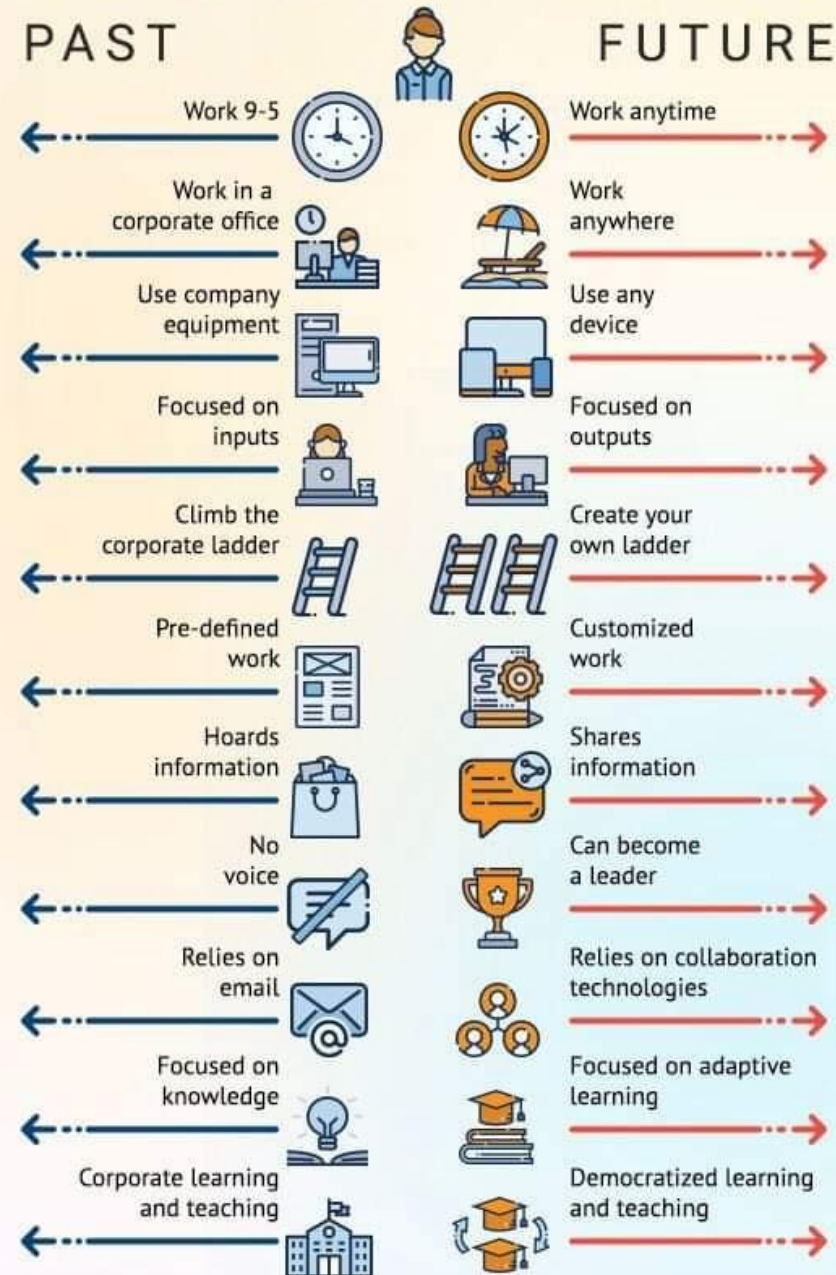 PAST
FUTURE
Work 9-5
Work anytime
Work in a
corporate office
Work
anywhere
Use company
equipment
Use any
device
Focused on
inputs
Focused on
outputs
Climb the
corporate ladder
Create your
own ladder
Pre-defined
work
Customized
work
Hoards
information
Shares
information
No
voice
Can become
a leader
Relies on
email
@
Relies on collaboration
technologies
Focused on
knowledge
Focused on adaptive
learning
Corporate learning
and teaching
Democratized learning
and teaching